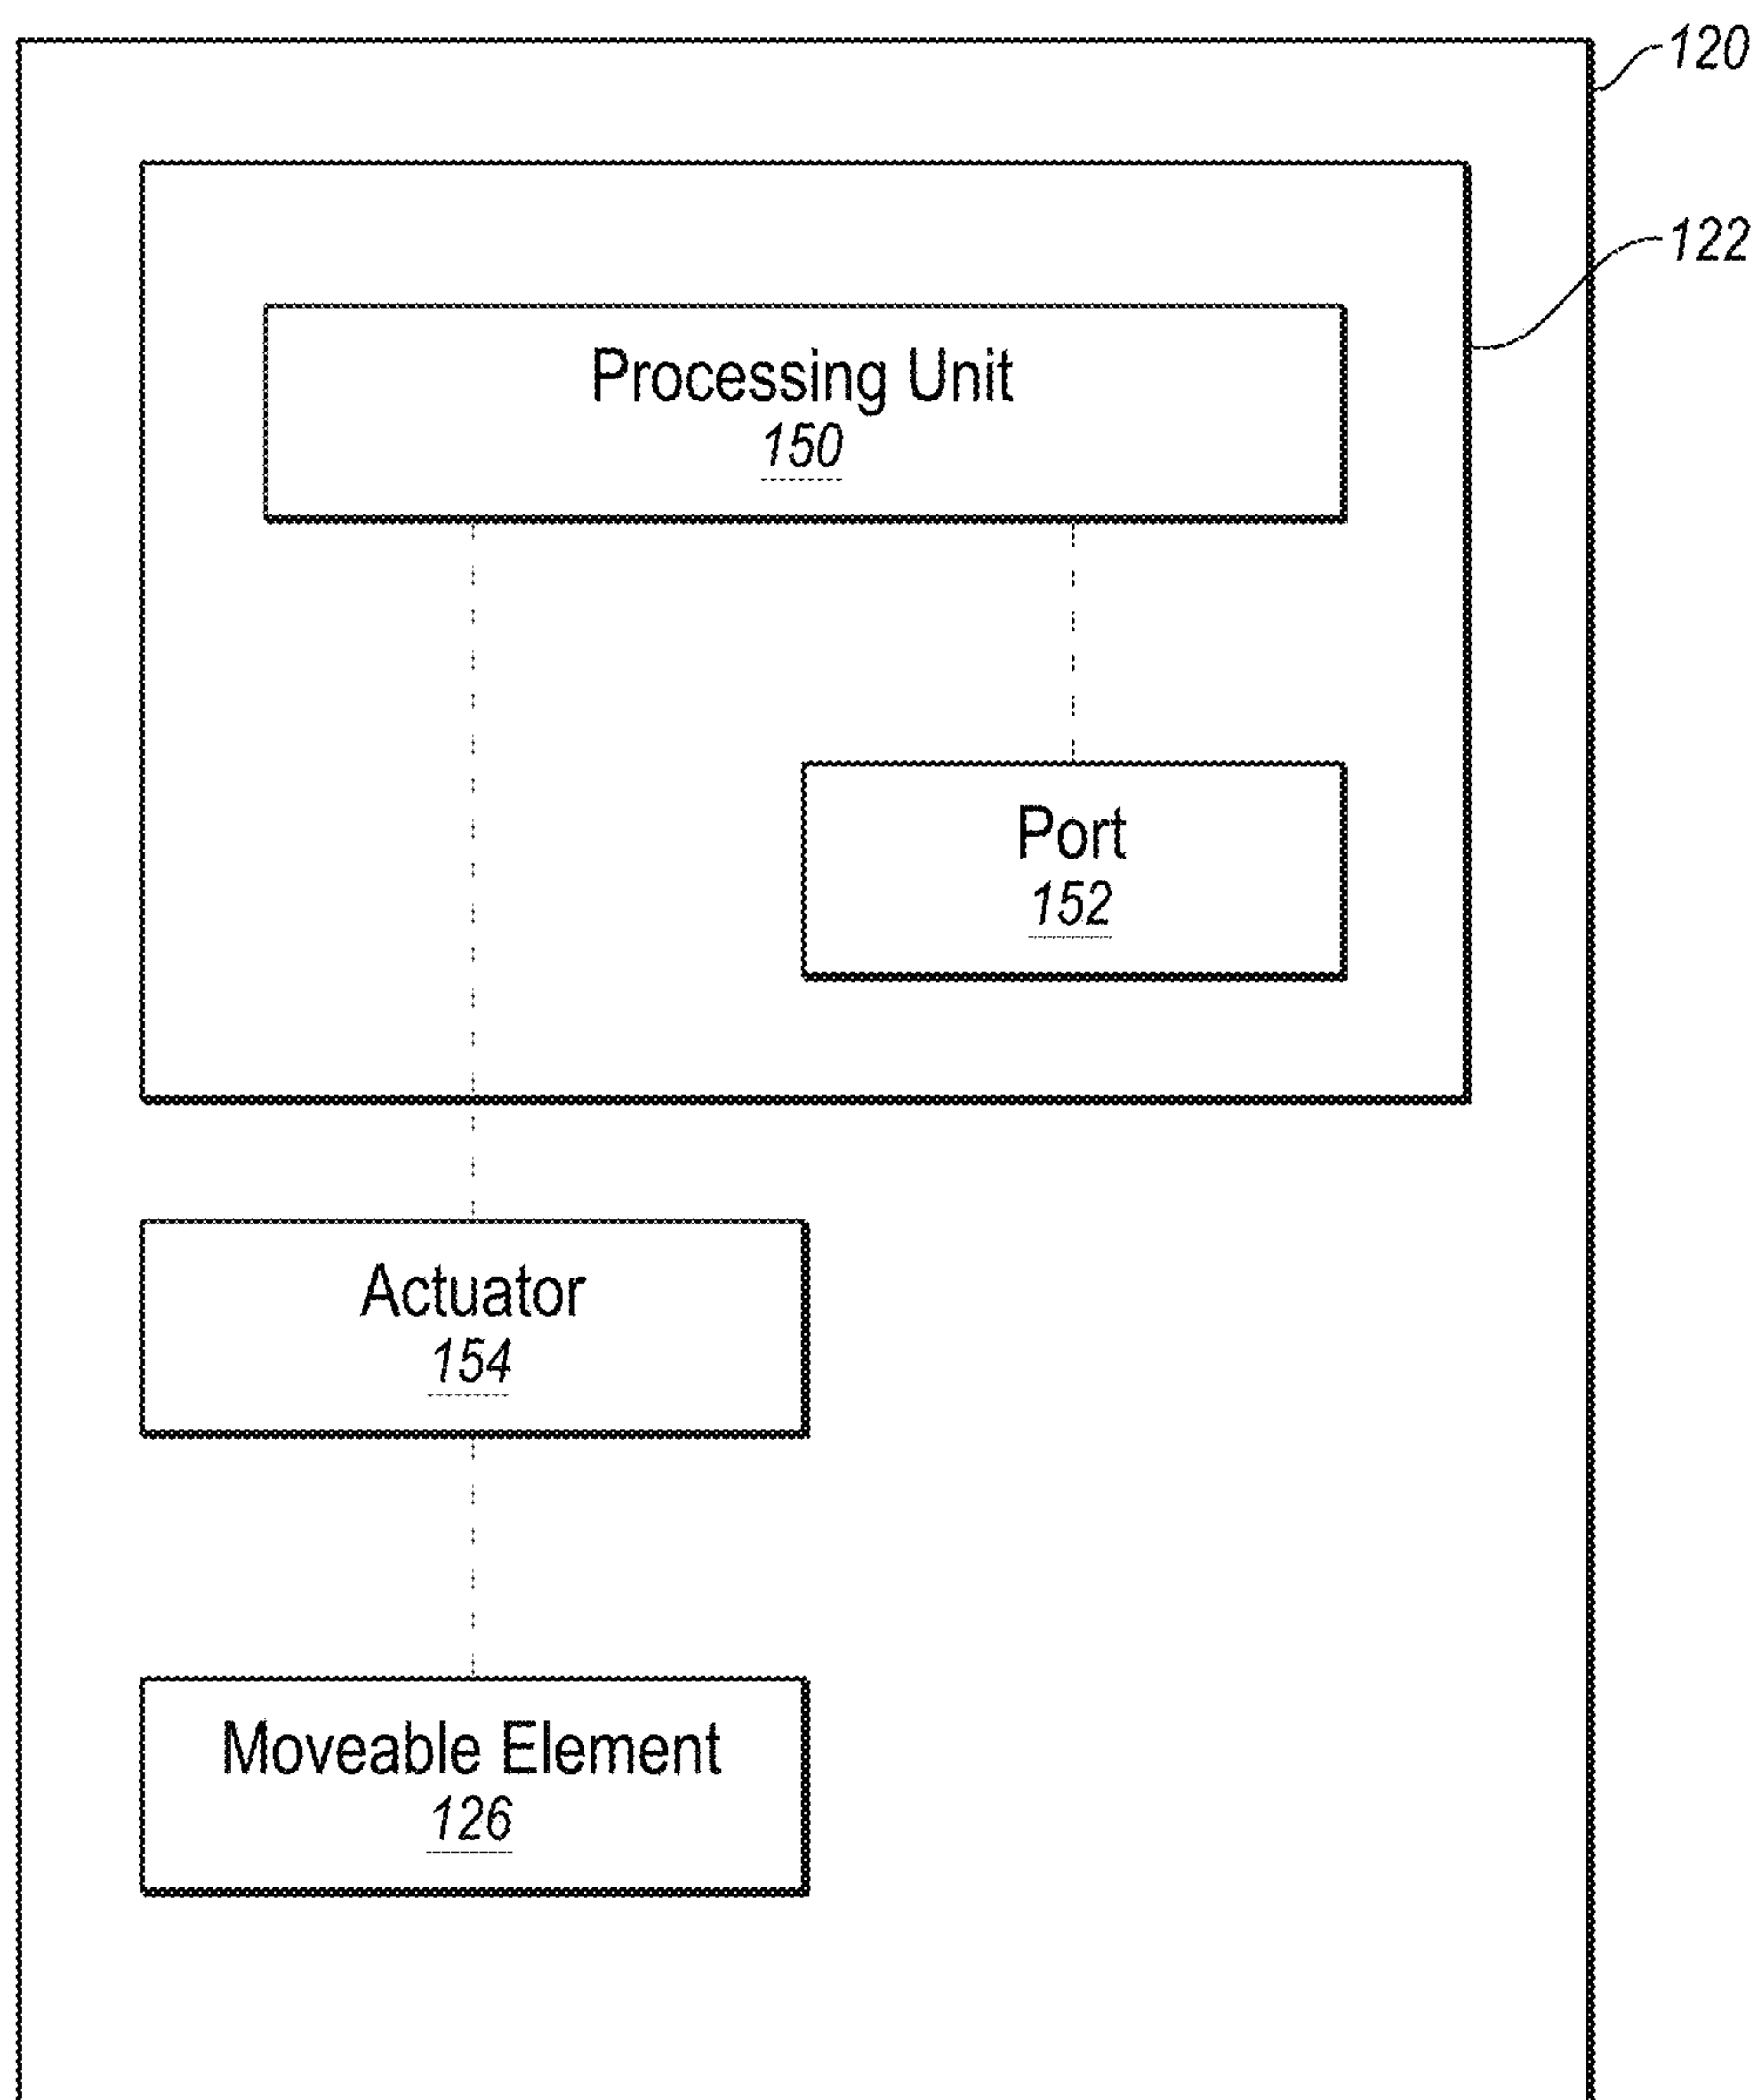 120
122
Processing Unit
150
Port
152
Actuator
154
Moveable Element
126